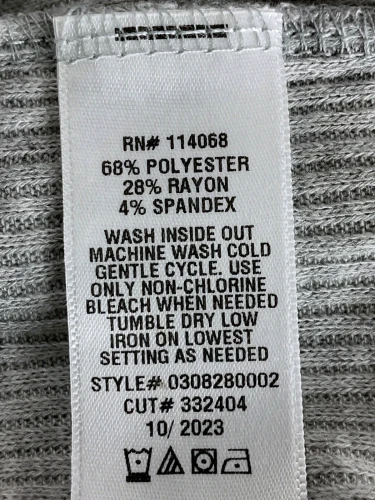 RN# 114068
68% POLYESTER
28% RAYON
4% SPANDEX
WASH INSIDE OUT
MACHINE WASH COLD
GENTLE CYCLE. USE
ONLY NON-CHLORINE
BLEACH WHEN NEEDED
TUMBLE DRY LOW
IRON ON LOWEST
SETTING AS NEEDED
STYLE# 0308280002
CUT# 332404
10/ 2023